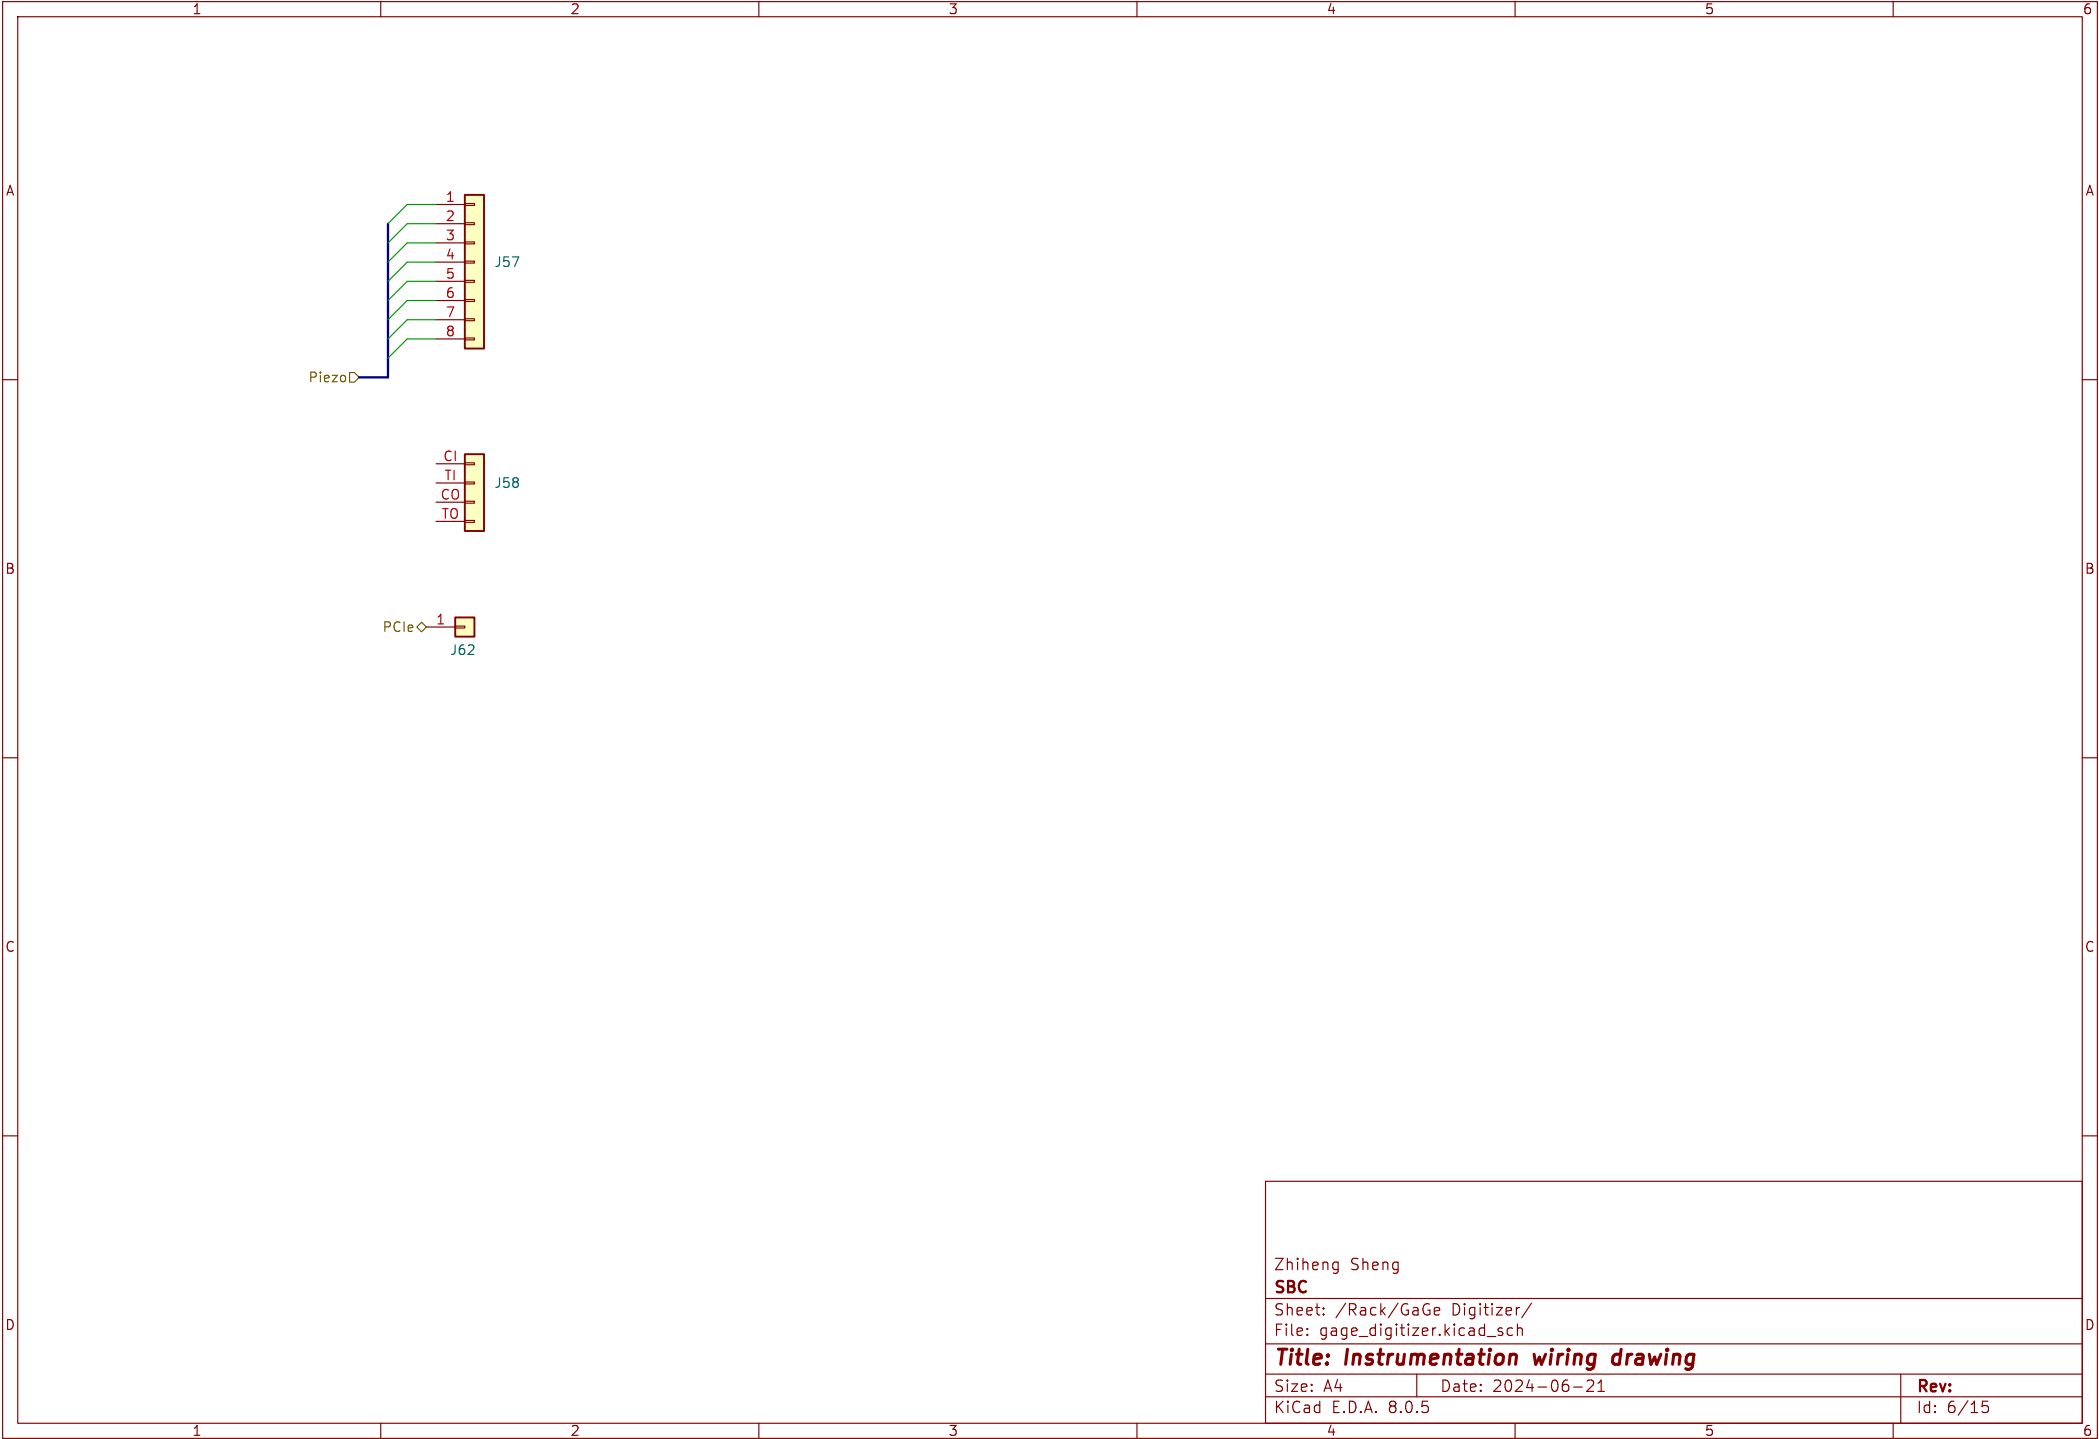 1 2 3 4 5 6
A A
1
2
3
4
5
6
7
8
J57
Piezo
CI
TI
CO
TO
J58
B B
PCIe 1
J62
C C
Zhiheng Sheng
SBC
Sheet: /Rack/GaGe Digitizer/
File: gage_digitizer.kicad_sch
D D
Title: Instrumentation wiring drawing
Size: A4 Date: 2024-06-21 Rev:
KiCad E.D.A. 8.0.5 Id: 6/15
1 2 3 4 5 6